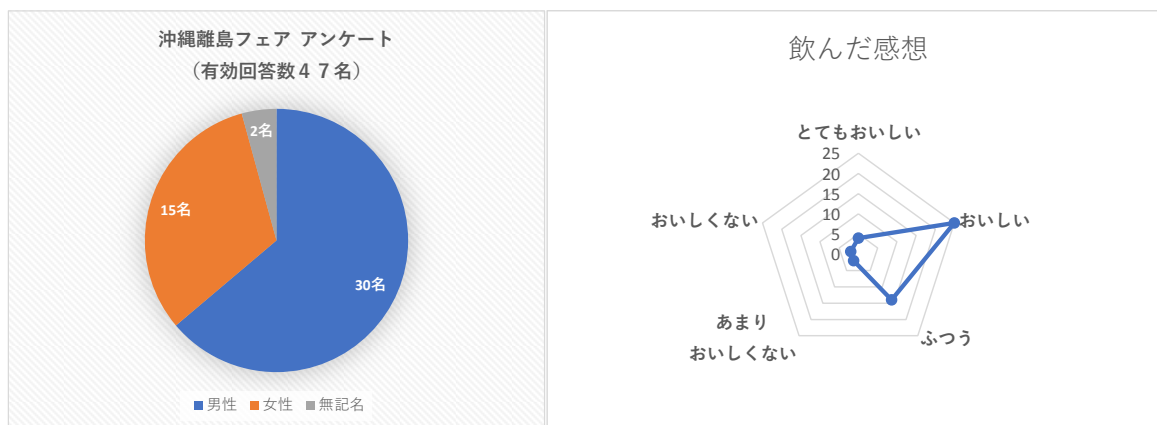 沖縄離島フェア アンケート
（有効回答数４７名）
2名
15名
30名
男性 女性 無記名
飲んだ感想
とてもおいしい
25
20
15
10
5
0
おいしい
ふつう
あまり
おいしくない
おいしくない